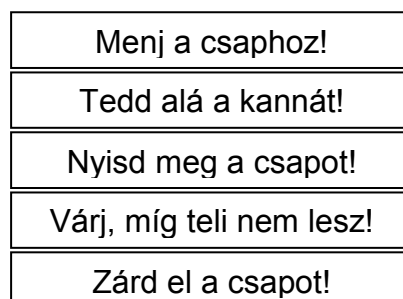 Menj a csaphoz!
Tedd alá a kannát!
Nyisd meg a csapot!
Várj, míg teli nem lesz!
Zárd el a csapot!